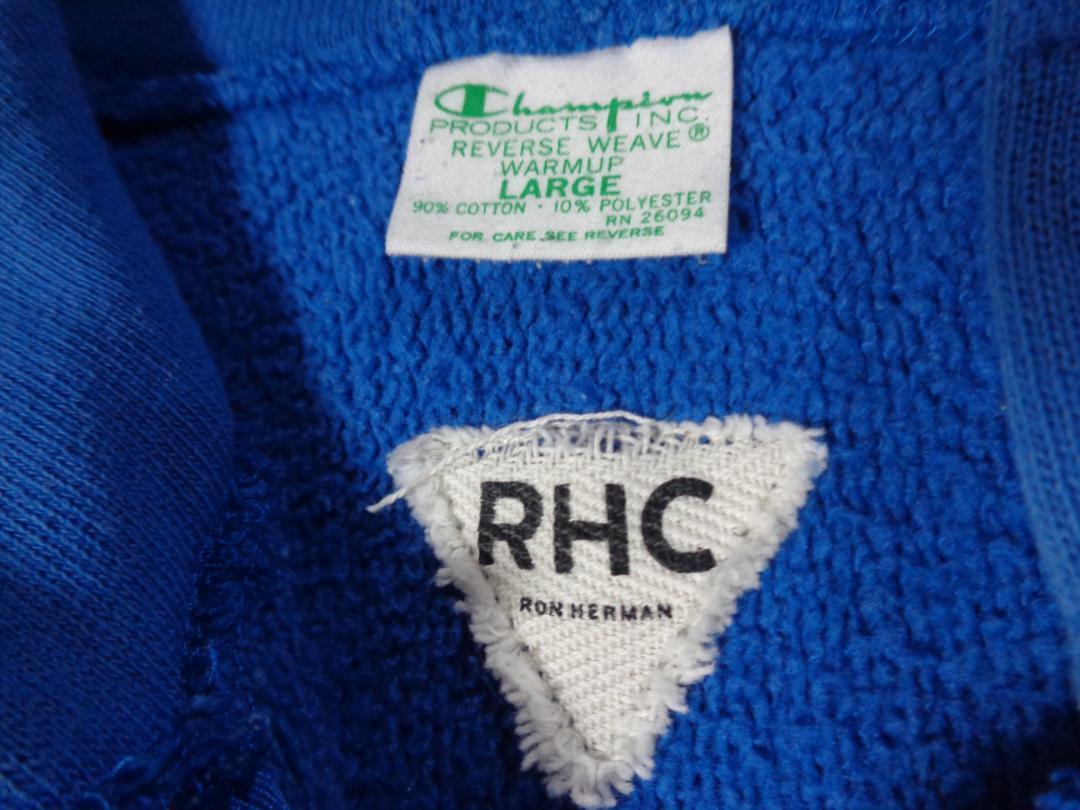 Champion
PRODUCTS INC.
REVERSE WEAVE®
WARMUP
LARGE
90% COTTON · 10% POLYESTER
RN 26094
FOR CARE SEE REVERSE
RHC
RON HERMAN